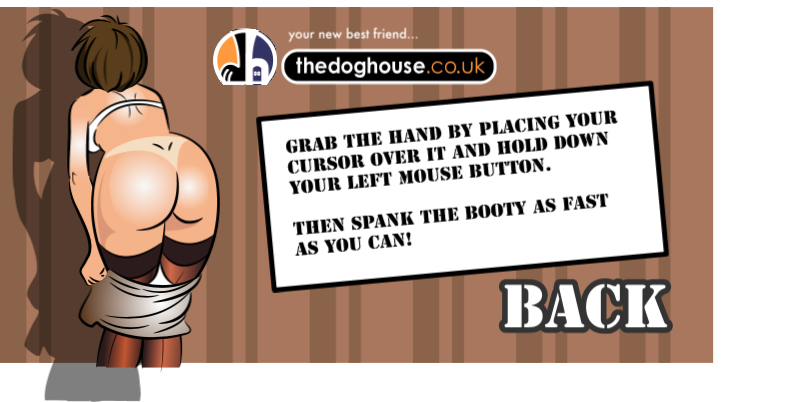 your new best friend...
thedoghouse.co.uk
GRAB THE HAND BY PLACING YOUR
CURSOR OVER IT AND HOLD DOWN
YOUR LEFT MOUSE BUTTON.
THEN SPANK THE BOOTY AS FAST
AS YOU CAN!
BACK